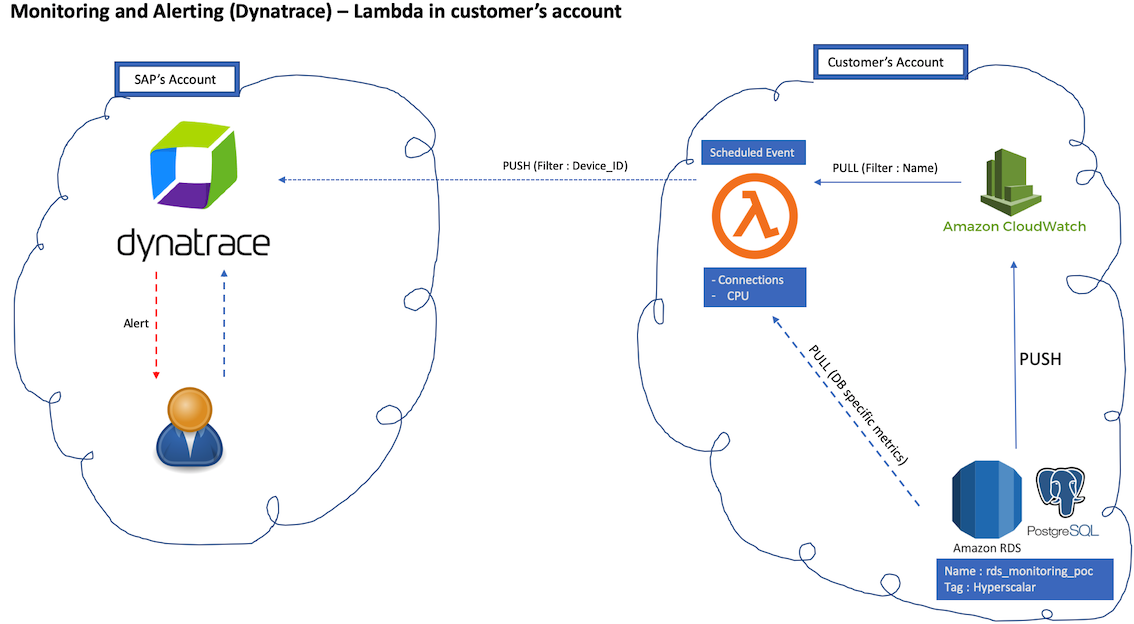 Monitoring and Alerting (Dynatrace) – Lambda in customer's account
SAP's Account
Customer's Account
dynatrace
Alert
PUSH (Filter : Device_ID)
Scheduled Event
PULL (Filter : Name)
Amazon CloudWatch
- Connections
- CPU
PULL (DB specific metrics)
PUSH
PostgreSQL
Amazon RDS
Name : rds_monitoring_poc
Tag : Hyperscalar